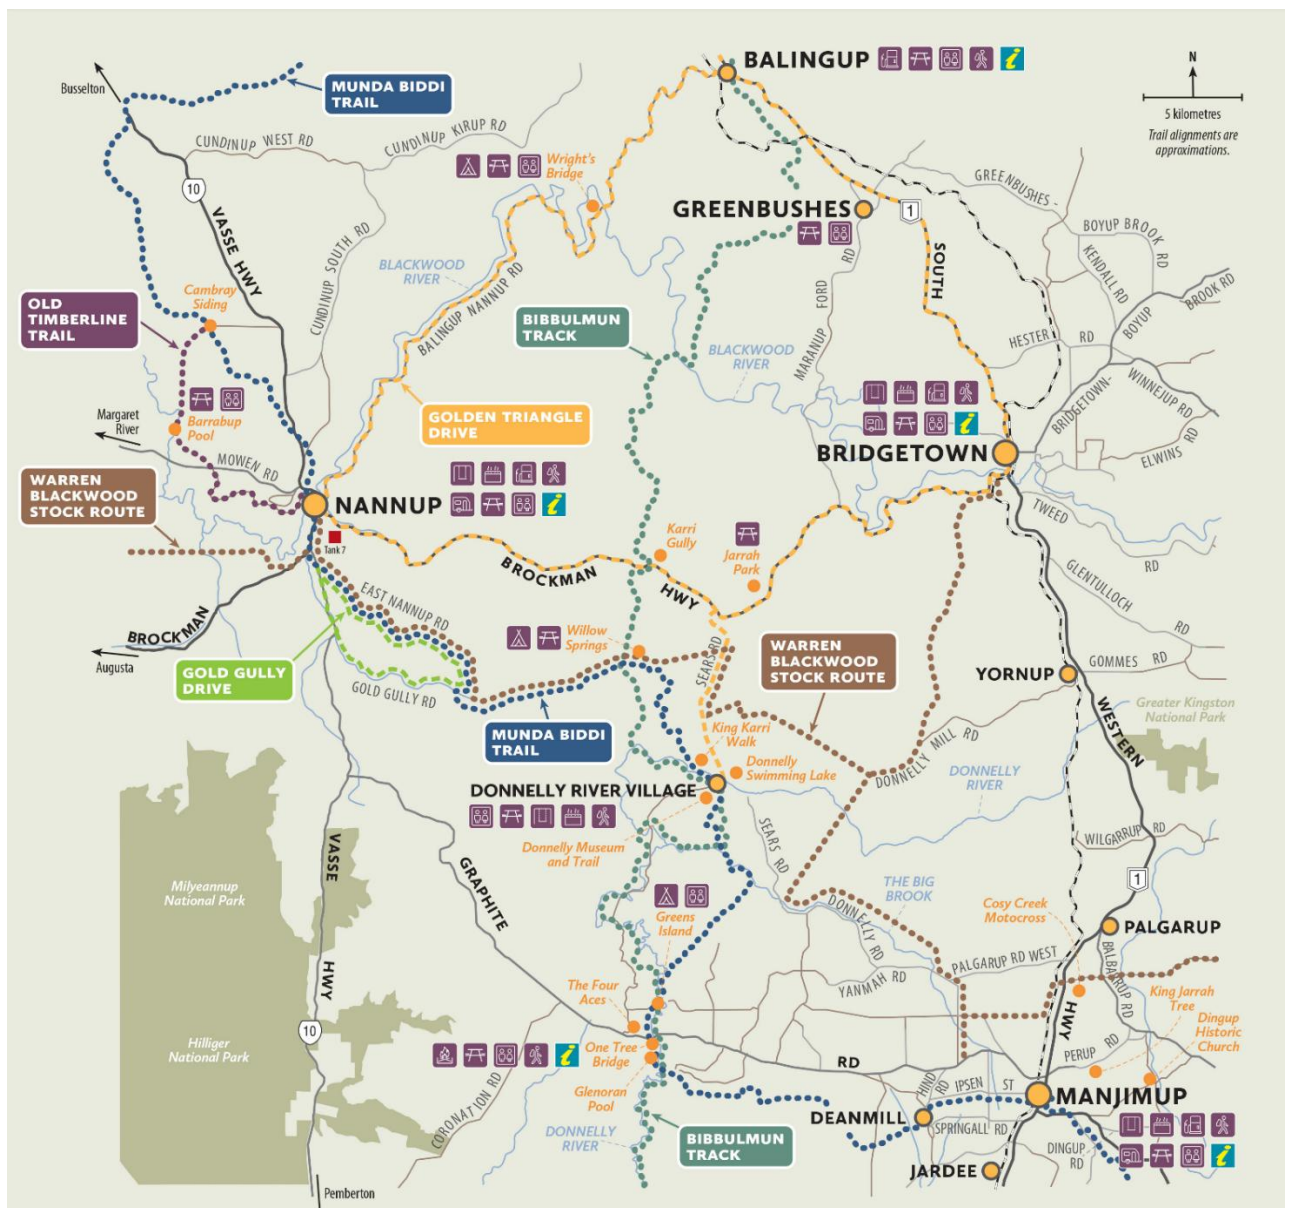 BALINGUP
N
5 kilometres
Trail alignments are
approximations.
Busselton
MUNDA BIDDI
TRAIL
CUNDINUP WEST RD
CUNDINUP KIRUP RD
Wright's
Bridge
GREENBUSHES -
BOYUP BROOK
RD
10
VASSE HWY
CUNDINUP SOUTH RD
GREENBUSHES
1
SOUTH
KENDALL RD
BROOK RD
BOYUP
BRIDGETOWN-
BLACKWOOD
RIVER
BALINGUP NANNUP RD
MARANUP FORD RD
Cambray
Siding
OLD
TIMBERLINE
TRAIL
BIBBULMUN
TRACK
BLACKWOOD
RIVER
HESTER RD
WINNEJUP RD
ELWINS RD
Barrabup
Pool
Margaret
River
MOWEN RD
GOLDEN TRIANGLE
DRIVE
BRIDGETOWN
WARREN
BLACKWOOD
STOCK ROUTE
NANNUP
Tank 7
TWEED
RD
Karri
Gully
Jarrah
Park
BROCKMAN
HWY
GLENTULLOCH
RD
EAST NANNUP RD
BROCKMAN
Augusta
GOLD GULLY
DRIVE
GOLD GULLY RD
Willow
Springs
SEARS RD
WARREN
BLACKWOOD
STOCK ROUTE
YORNUP
GOMMES RD
WESTERN
Greater Kingston
National Park
MUNDA BIDDI
TRAIL
King Karri
Walk
Donnelly
Swimming Lake
DONNELLY MILL RD
DONNELLY
RIVER
DONNELLY RIVER VILLAGE
Donnelly Museum
and Trail
SEARS RD
WILGARRUP RD
VASSE
HWY
GRAPHITE
Milyeannup
National Park
THE BIG
BROOK
1
Cosy Creek
Motocross
Greens
Island
DONNELLY RD
PALGARUP
PALGARUP RD WEST
BALBARRUP RD
YANMAH RD
The Four
Aces
HWY
King Jarrah
Tree
Dingup
Historic
Church
10
Hilliger
National Park
One Tree
Bridge
RD
PERUP RD
Glenoran
Pool
CORONATION RD
HIND RD
IPSEN ST
MANJIMUP
DEANMILL
SPRINGALL RD
DONNELLY
RIVER
BIBBULMUN
TRACK
DINGUP
RD
JARDEE
Pemberton